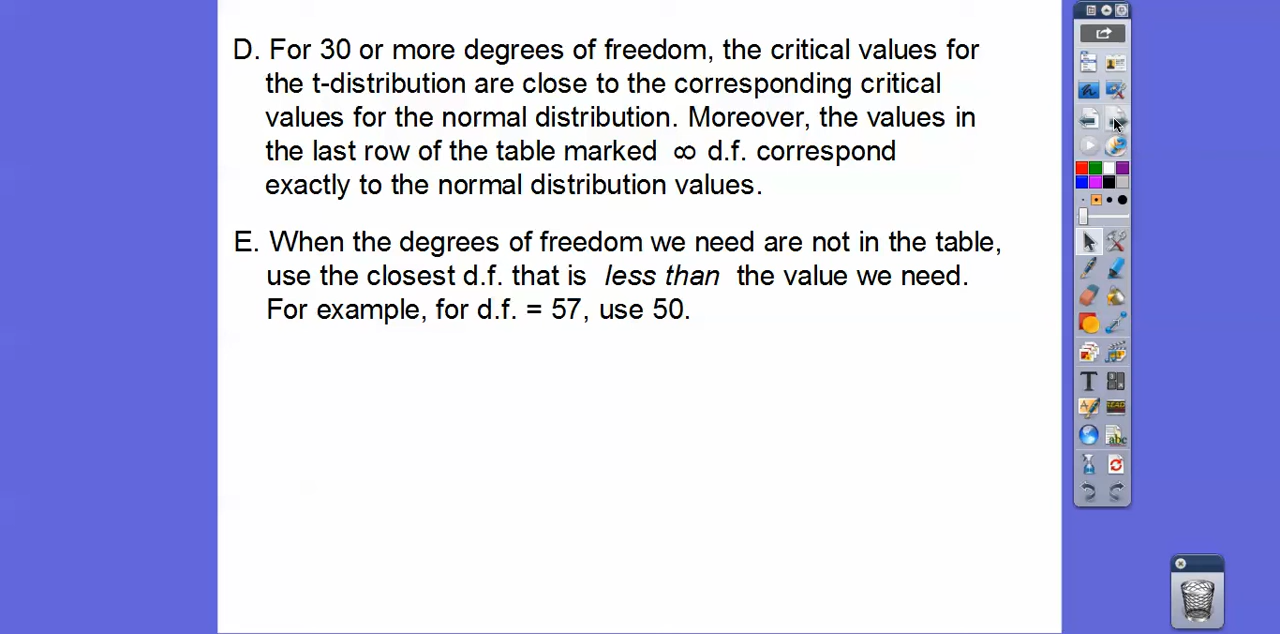 D. For 30 or more degrees of freedom, the critical values for
the t-distribution are close to the corresponding critical
values for the normal distribution. Moreover, the values in
the last row of the table marked ∞ d.f. correspond
exactly to the normal distribution values.
E. When the degrees of freedom we need are not in the table,
use the closest d.f. that is less than the value we need.
For example, for d.f. = 57, use 50.